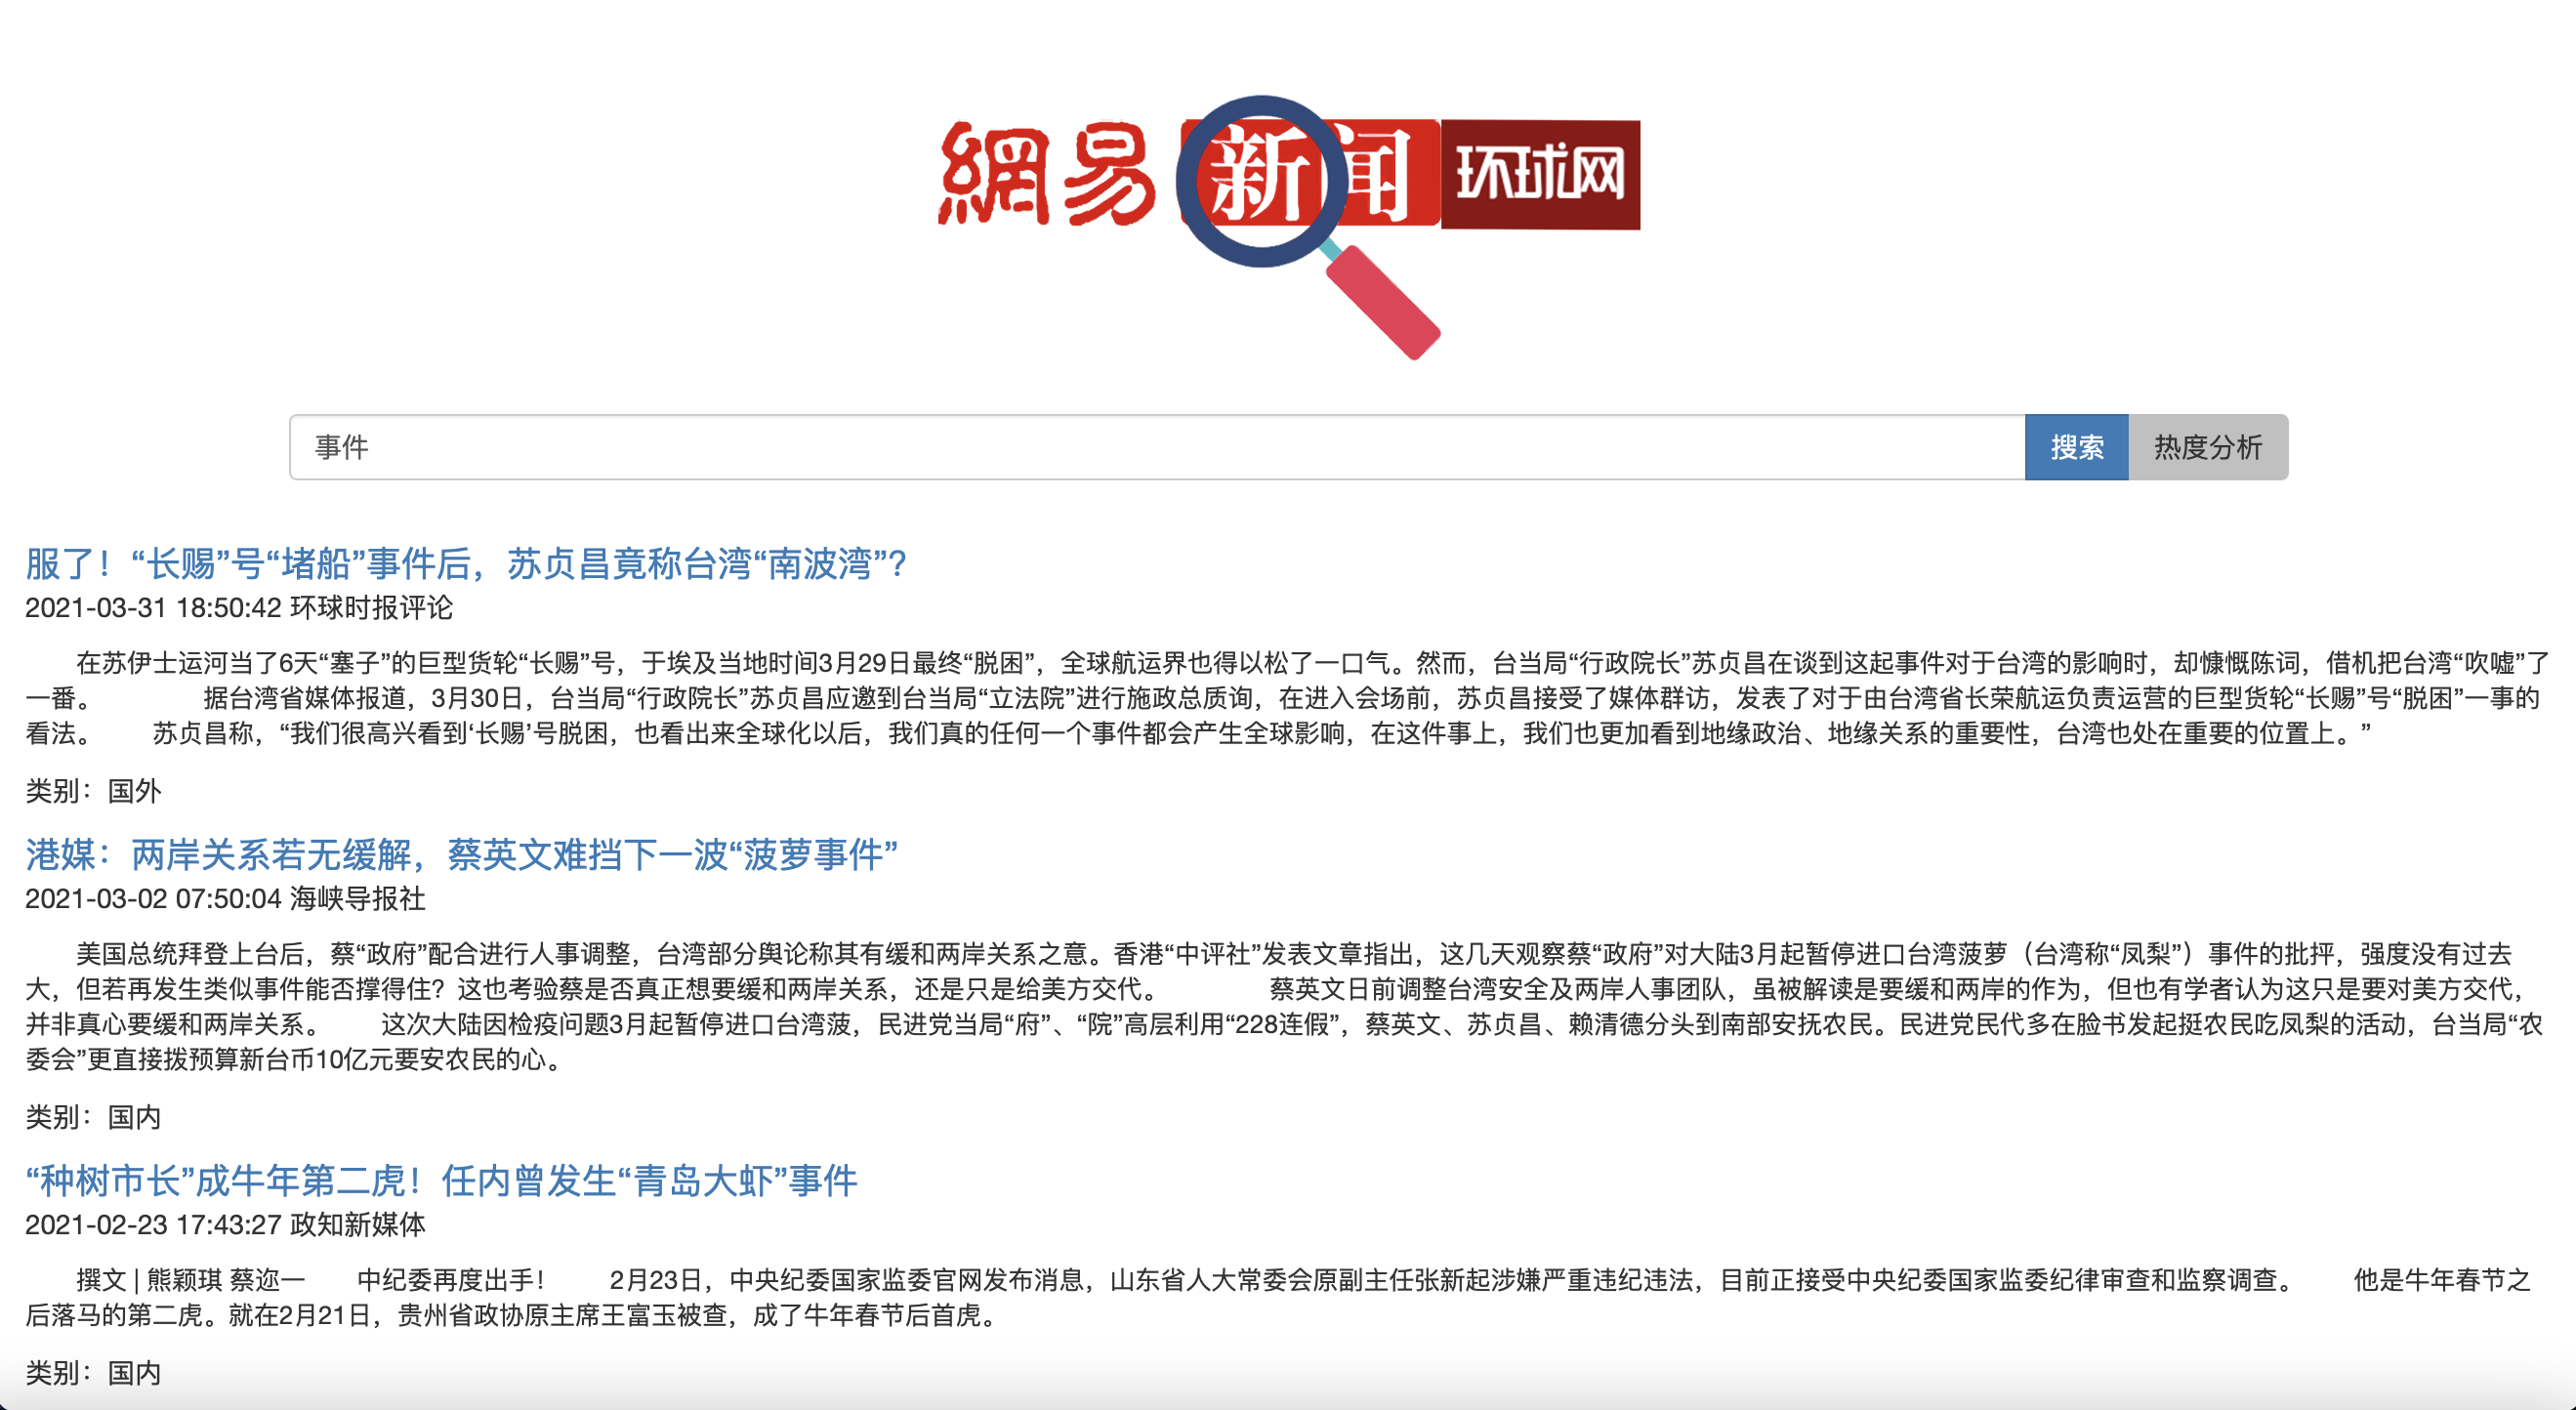 網易 新闻 环球网
事件 搜索 热度分析
服了！“长赐”号“堵船”事件后，苏贞昌竟称台湾“南波湾”？
2021-03-31 18:50:42 环球时报评论
在苏伊士运河当了6天“塞子”的巨型货轮“长赐”号，于埃及当地时间3月29日最终“脱困”，全球航运界也得以松了一口气。然而，台当局“行政院长”苏贞昌在谈到这起事件对于台湾的影响时，却慷慨陈词，借机把台湾“吹嘘”了
一番。 据台湾省媒体报道，3月30日，台当局“行政院长”苏贞昌应邀到台当局“立法院”进行施政总质询，在进入会场前，苏贞昌接受了媒体群访，发表了对于由台湾省长荣航运负责运营的巨型货轮“长赐”号“脱困”一事的
看法。 苏贞昌称，“我们很高兴看到‘长赐’号脱困，也看出来全球化以后，我们真的任何一个事件都会产生全球影响，在这件事上，我们也更加看到地缘政治、地缘关系的重要性，台湾也处在重要的位置上。”
类别：国外
港媒：两岸关系若无缓解，蔡英文难挡下一波“菠萝事件”
2021-03-02 07:50:04 海峡导报社
美国总统拜登上台后，蔡“政府”配合进行人事调整，台湾部分舆论称其有缓和两岸关系之意。香港“中评社”发表文章指出，这几天观察蔡“政府”对大陆3月起暂停进口台湾菠萝（台湾称“凤梨”）事件的批抨，强度没有过去
大，但若再发生类似事件能否撑得住？这也考验蔡是否真正想要缓和两岸关系，还是只是给美方交代。 蔡英文日前调整台湾安全及两岸人事团队，虽被解读是要缓和两岸的作为，但也有学者认为这只是要对美方交代，
并非真心要缓和两岸关系。 这次大陆因检疫问题3月起暂停进口台湾菠，民进党当局“府”、“院”高层利用“228连假”，蔡英文、苏贞昌、赖清德分头到南部安抚农民。民进党民代多在脸书发起挺农民吃凤梨的活动，台当局“农
委会”更直接拨预算新台币10亿元要安农民的心。
类别：国内
“种树市长”成牛年第二虎！任内曾发生“青岛大虾”事件
2021-02-23 17:43:27 政知新媒体
撰文 | 熊颖琪 蔡迩一 中纪委再度出手！ 2月23日，中央纪委国家监委官网发布消息，山东省人大常委会原副主任张新起涉嫌严重违纪违法，目前正接受中央纪委国家监委纪律审查和监察调查。 他是牛年春节之
后落马的第二虎。就在2月21日，贵州省政协原主席王富玉被查，成了牛年春节后首虎。
类别：国内